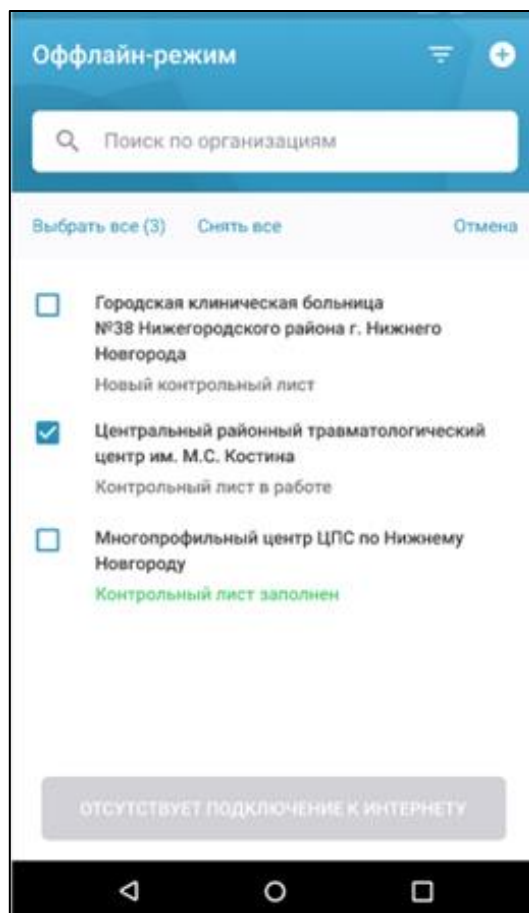 Оффлайн-режим
Поиск по организациям
Выбрать все (3) Снять все Отмена
Городская клиническая больница
№38 Нижегородского района г. Нижнего
Новгорода
Новый контрольный лист
Центральный районный травматологический
центр им. М.С. Костина
Контрольный лист в работе
Многопрофильный центр ЦПС по Нижнему
Новгороду
Контрольный лист заполнен
ОТСУТСТВУЕТ ПОДКЛЮЧЕНИЕ К ИНТЕРНЕТУ